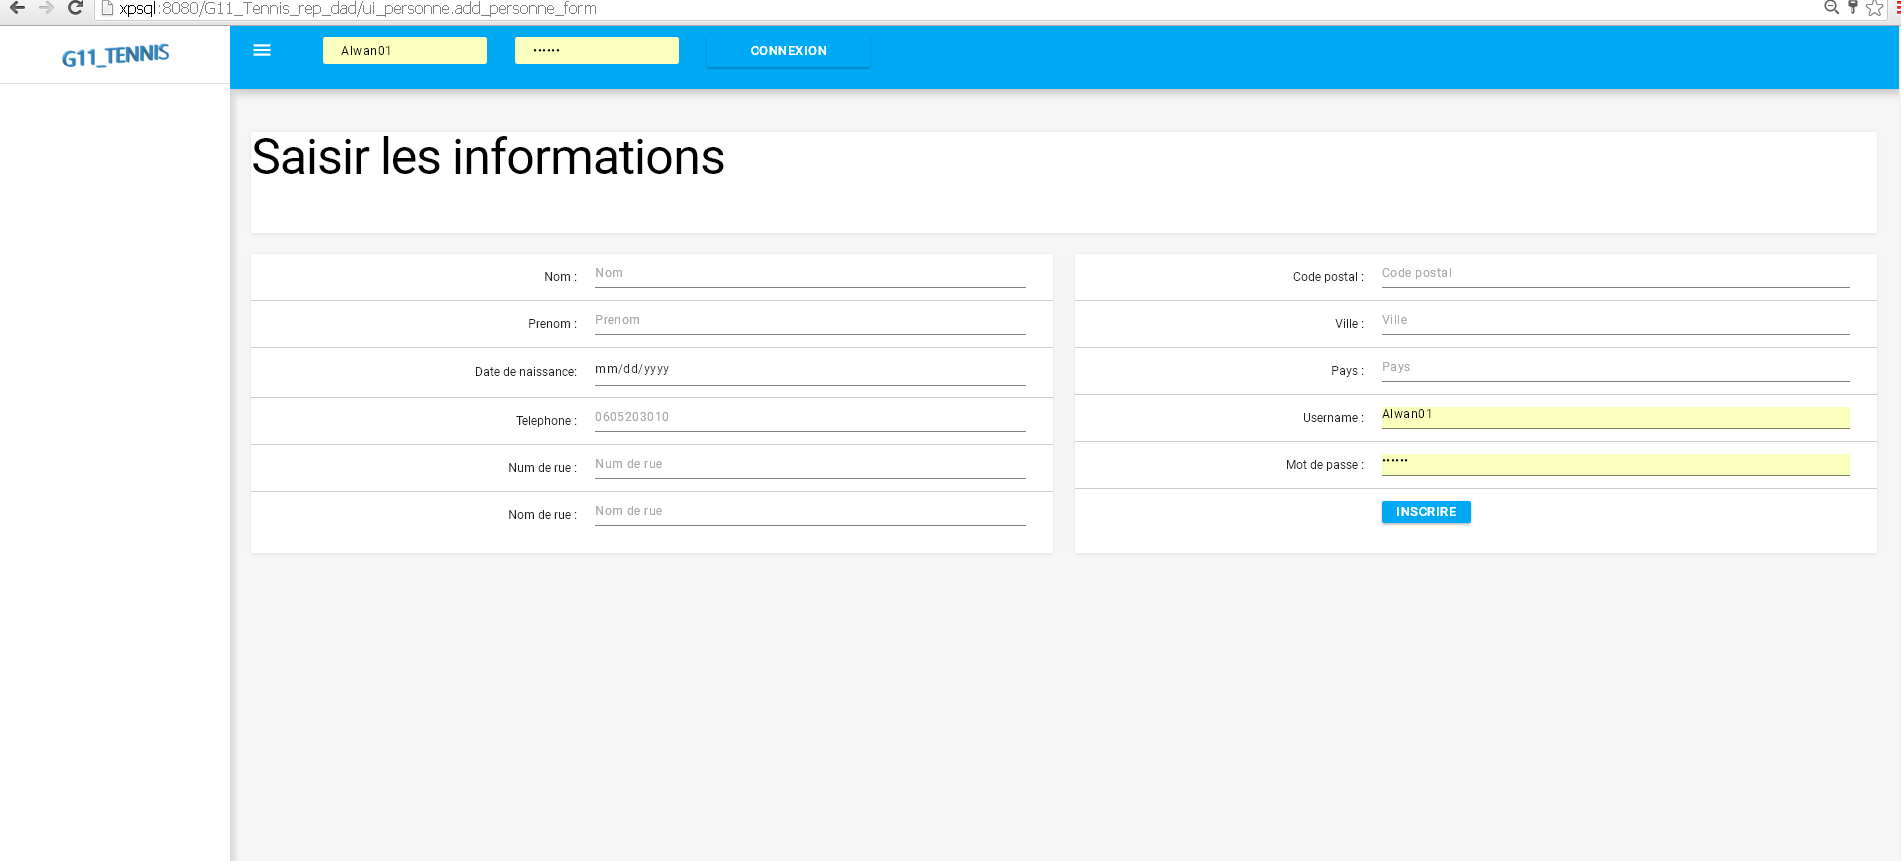 xpsql:8080/G11_Tennis_rep_dad/ui_personne.add_personne_form
G11_TENNIS
Alwan01
••••••
CONNEXION
Saisir les informations
Nom :
Nom
Prenom :
Prenom
Date de naissance:
mm/dd/yyyy
Telephone :
0605203010
Num de rue :
Num de rue
Nom de rue :
Nom de rue
Code postal :
Code postal
Ville :
Ville
Pays :
Pays
Username :
Alwan01
Mot de passe :
••••••
INSCRIRE